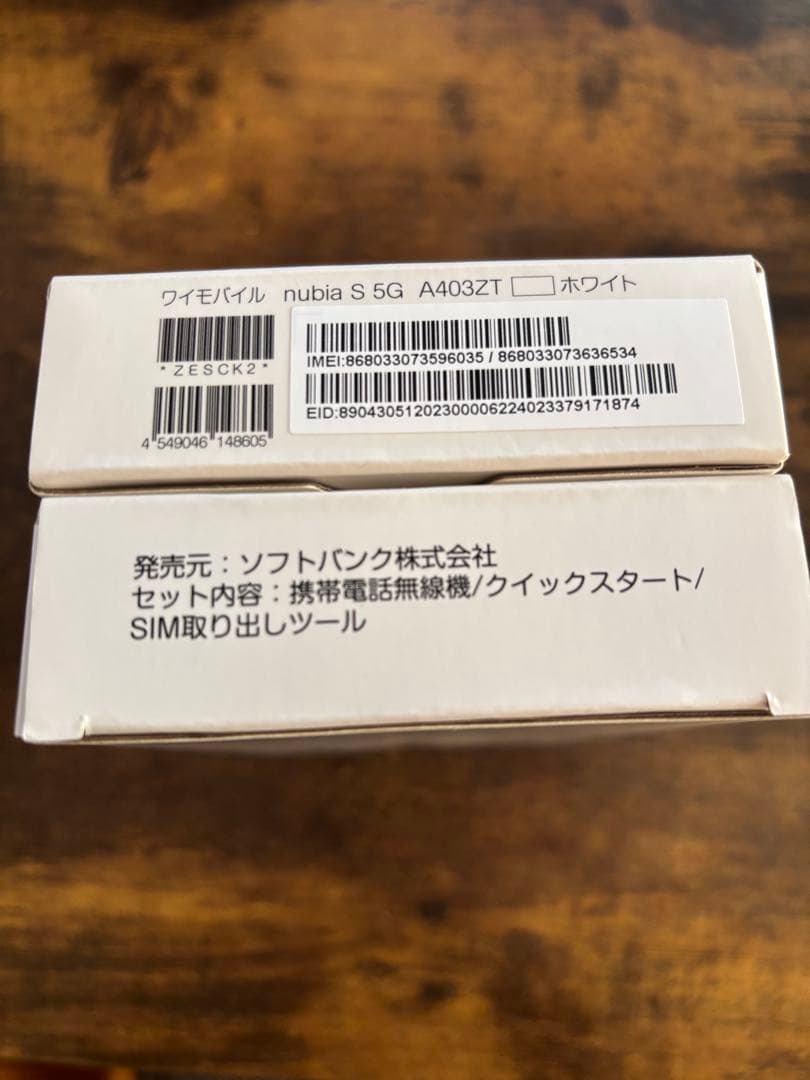 ワイモバイル nubia S 5G A403ZT ホワイト
*ZESCK2*
4 549046 148605
IMEI:868033073596035 / 868033073636534
EID:89043051202300006224023379171874
発売元：ソフトバンク株式会社
セット内容：携帯電話無線機/クイックスタート/
SIM取り出しツール